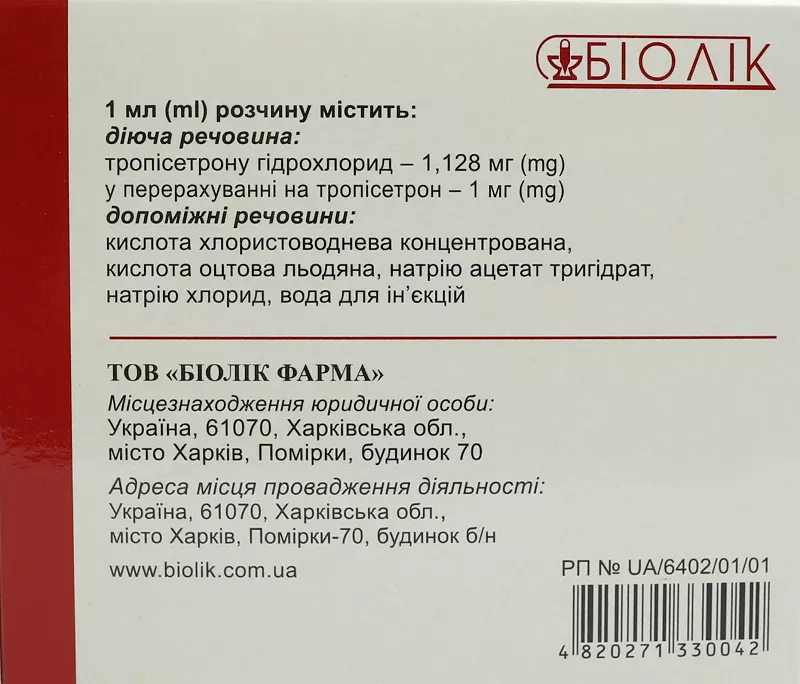 БІОЛІК
1 мл (ml) розчину містить:
діюча речовина:
тропісетрону гідрохлорид – 1,128 мг (mg)
у перерахуванні на тропісетрон – 1 мг (mg)
допоміжні речовини:
кислота хлористоводнева концентрована,
кислота оцтова льодяна, натрію ацетат тригідрат,
натрію хлорид, вода для ін’єкцій
ТОВ «БІОЛІК ФАРМА»
Місцезнаходження юридичної особи:
Україна, 61070, Харківська обл.,
місто Харків, Помірки, будинок 70
Адреса місця провадження діяльності:
Україна, 61070, Харківська обл.,
місто Харків, Помірки-70, будинок б/н
www.biolik.com.ua
РП № UA/6402/01/01
4 820271 330042